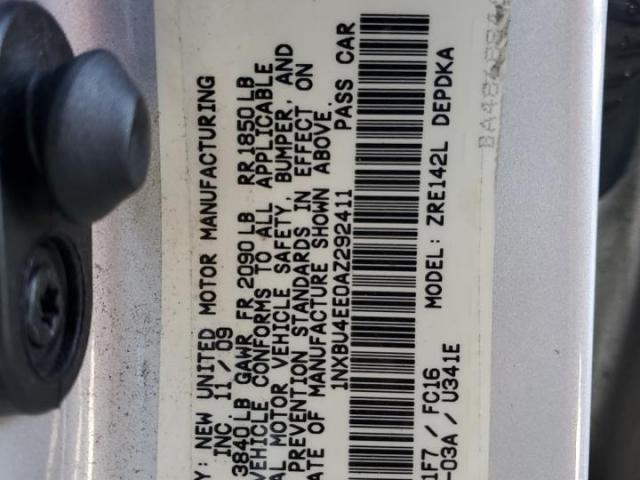 Y: NEW UNITED MOTOR MANUFACTURING
INC 11/09
3840LB GAWR FR 2090LB RR 1850LB
VEHICLE CONFORMS TO ALL APPLICABLE
AL MOTOR VEHICLE SAFETY, BUMPER, AND
PREVENTION STANDARDS IN EFFECT ON
ATE OF MANUFACTURE SHOWN ABOVE.
1NXBU4EE0AZ292411 PASS CAR
1F7 / FC16 MODEL: ZRE142L DEPDKA
-03A / U341E